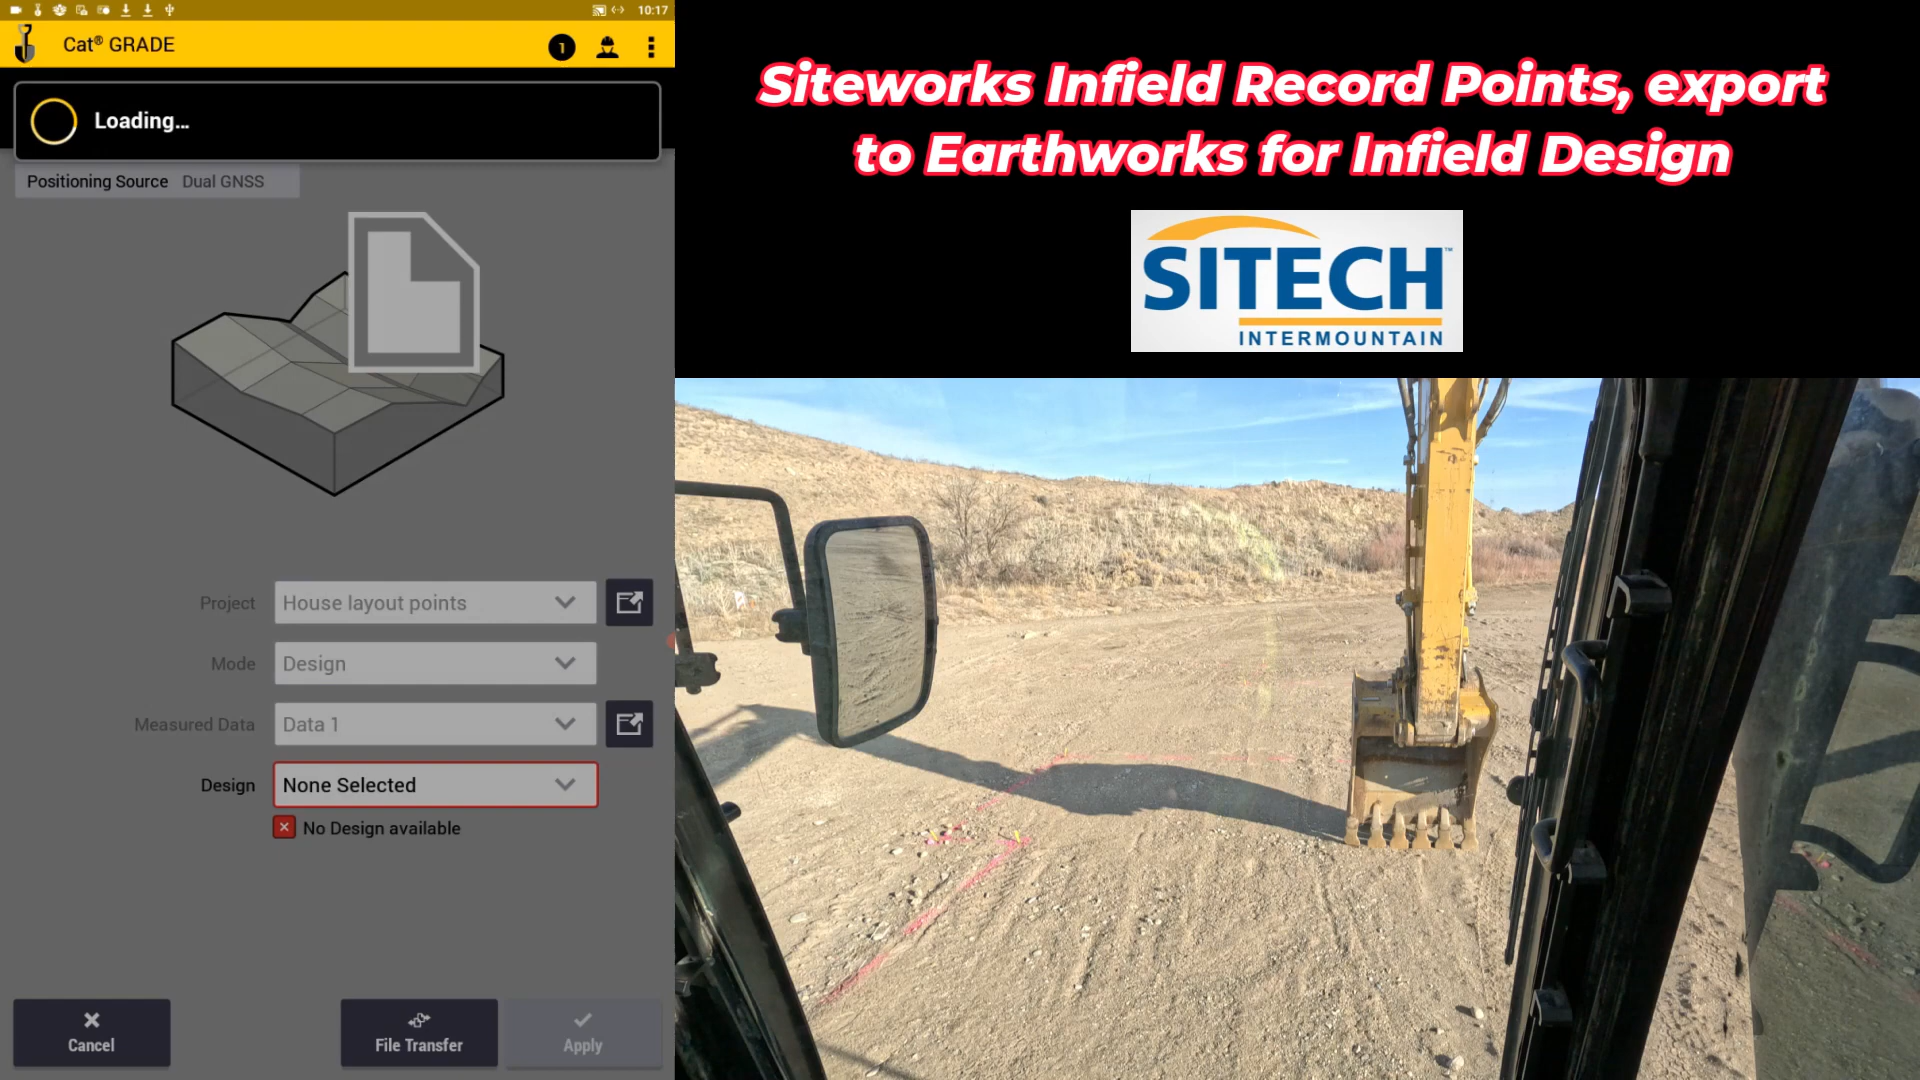 10:17
Cat® GRADE
1
Loading...
Positioning Source Dual GNSS
Project House layout points
Mode Design
Measured Data Data 1
Design None Selected
No Design available
Cancel
File Transfer
Apply
Siteworks Infield Record Points, export
to Earthworks for Infield Design
SITECH™
INTERMOUNTAIN